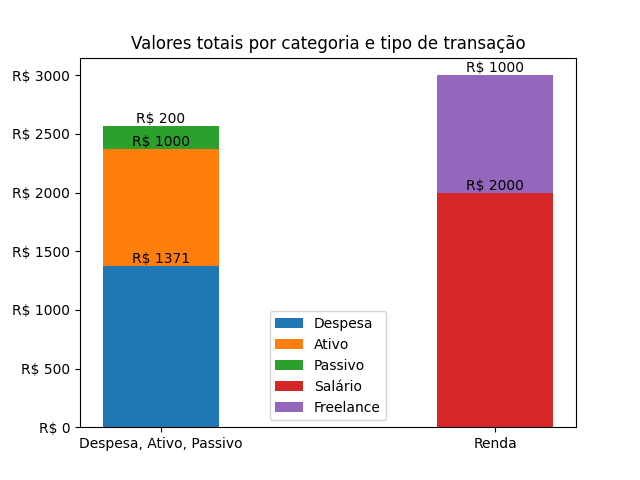 Valores totais por categoria e tipo de transação
R$ 3000
R$ 2500
R$ 2000
R$ 1500
R$ 1000
R$ 500
R$ 0
R$ 200
R$ 1000
R$ 1371
R$ 1000
R$ 2000
Despesa
Ativo
Passivo
Salário
Freelance
Despesa, Ativo, Passivo
Renda